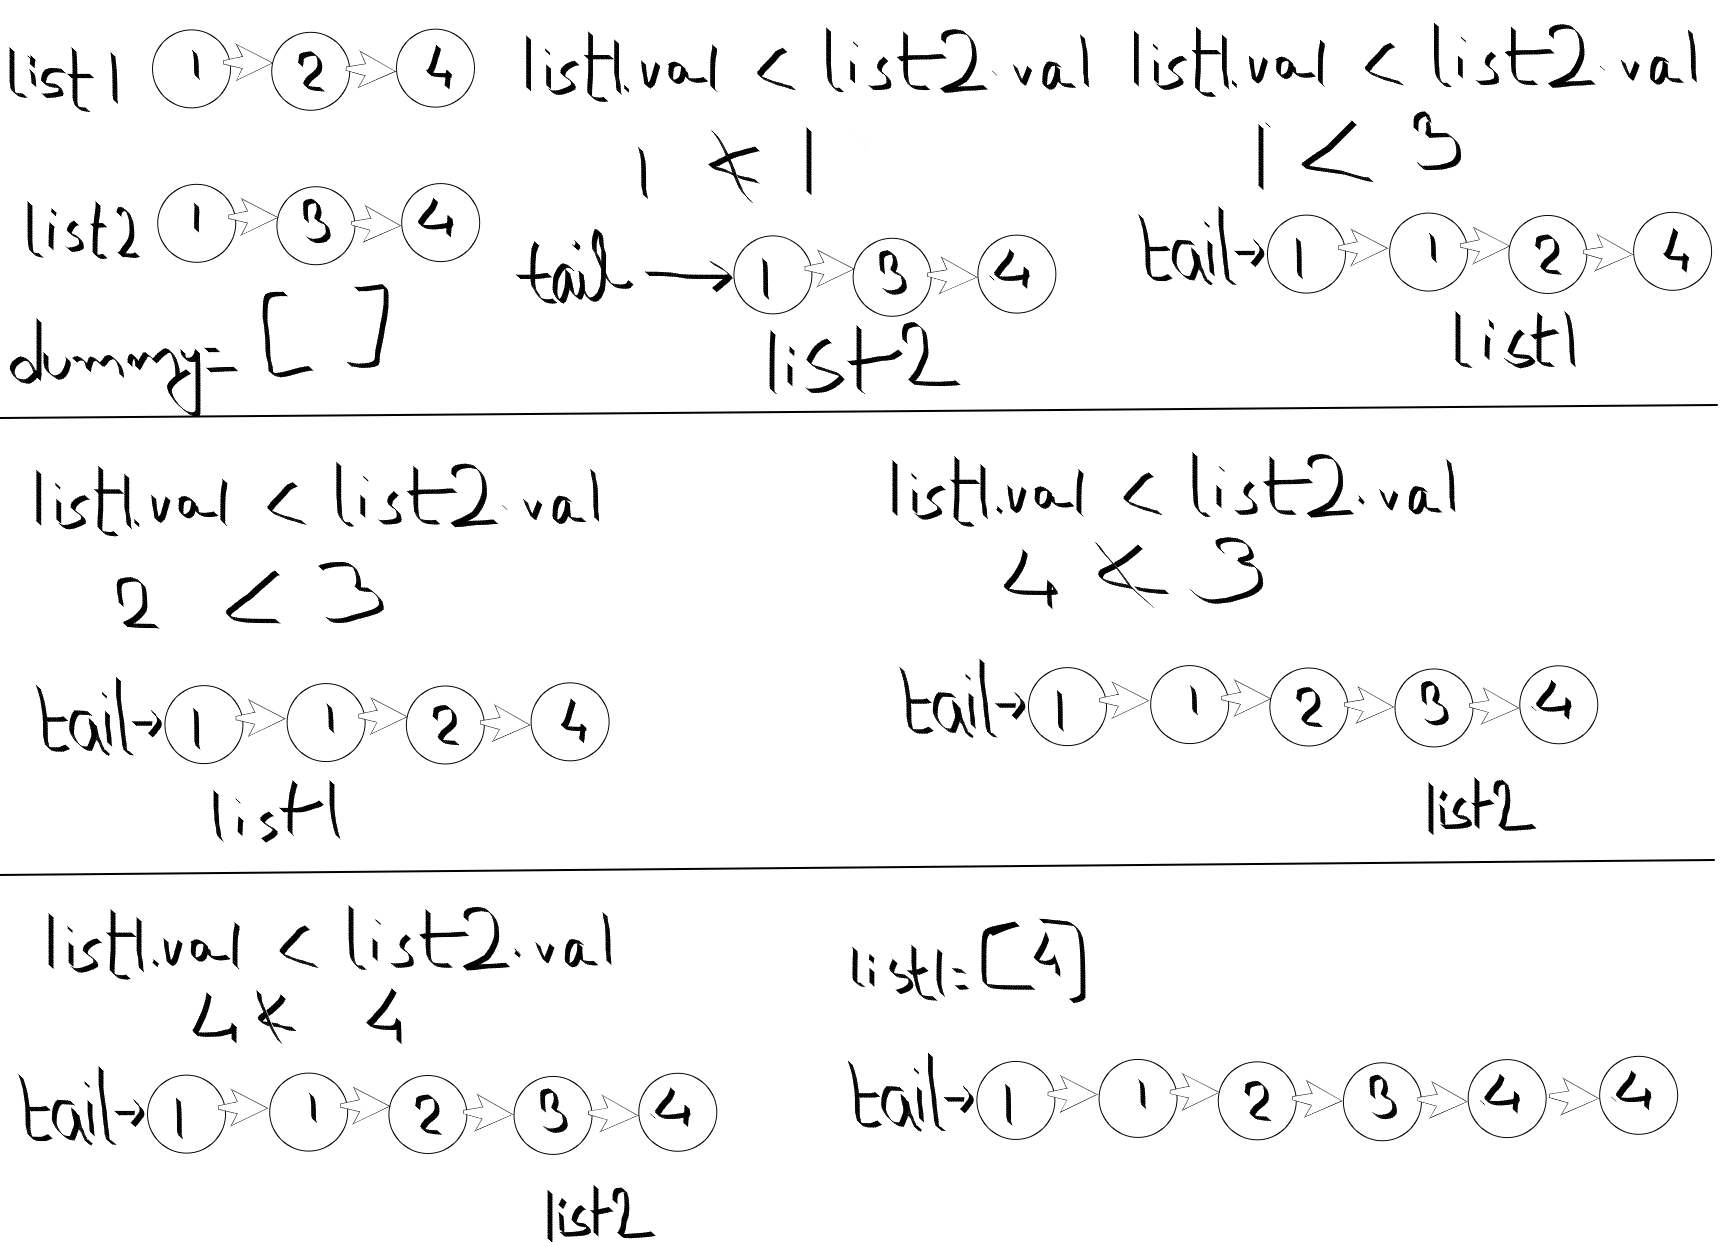 list1 1 2 4
list2 1 3 4
dummy= [ ]
list1.val < list2.val
1 ≮ 1
tail → 1 3 4
list2
list1.val < list2.val
1 < 3
tail → 1 1 2 4
list1
list1.val < list2.val
2 < 3
tail → 1 1 2 4
list1
list1.val < list2.val
4 ≮ 3
tail → 1 1 2 3 4
list2
list1.val < list2.val
4 ≮ 4
tail → 1 1 2 3 4
list2
list1= [4]
tail → 1 1 2 3 4 4